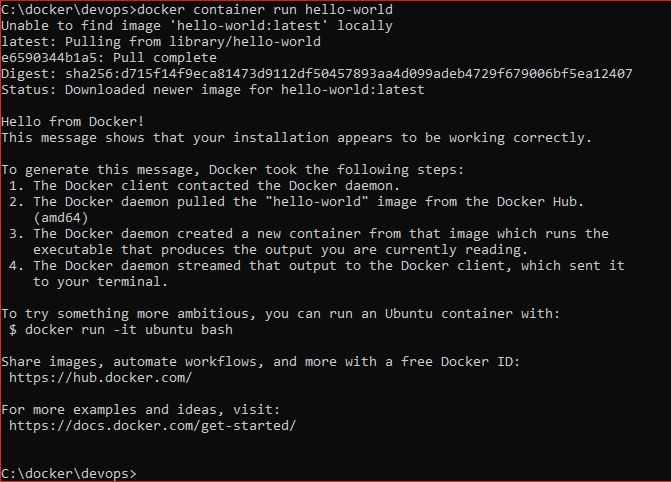 C:\docker\devops>docker container run hello-world
Unable to find image 'hello-world:latest' locally
latest: Pulling from library/hello-world
e6590344b1a5: Pull complete
Digest: sha256:d715f14f9eca81473d9112df50457893aa4d099adeb4729f679006bf5ea12407
Status: Downloaded newer image for hello-world:latest

Hello from Docker!
This message shows that your installation appears to be working correctly.

To generate this message, Docker took the following steps:
 1. The Docker client contacted the Docker daemon.
 2. The Docker daemon pulled the "hello-world" image from the Docker Hub.
    (amd64)
 3. The Docker daemon created a new container from that image which runs the
    executable that produces the output you are currently reading.
 4. The Docker daemon streamed that output to the Docker client, which sent it
    to your terminal.

To try something more ambitious, you can run an Ubuntu container with:
 $ docker run -it ubuntu bash

Share images, automate workflows, and more with a free Docker ID:
 https://hub.docker.com/

For more examples and ideas, visit:
 https://docs.docker.com/get-started/

C:\docker\devops>